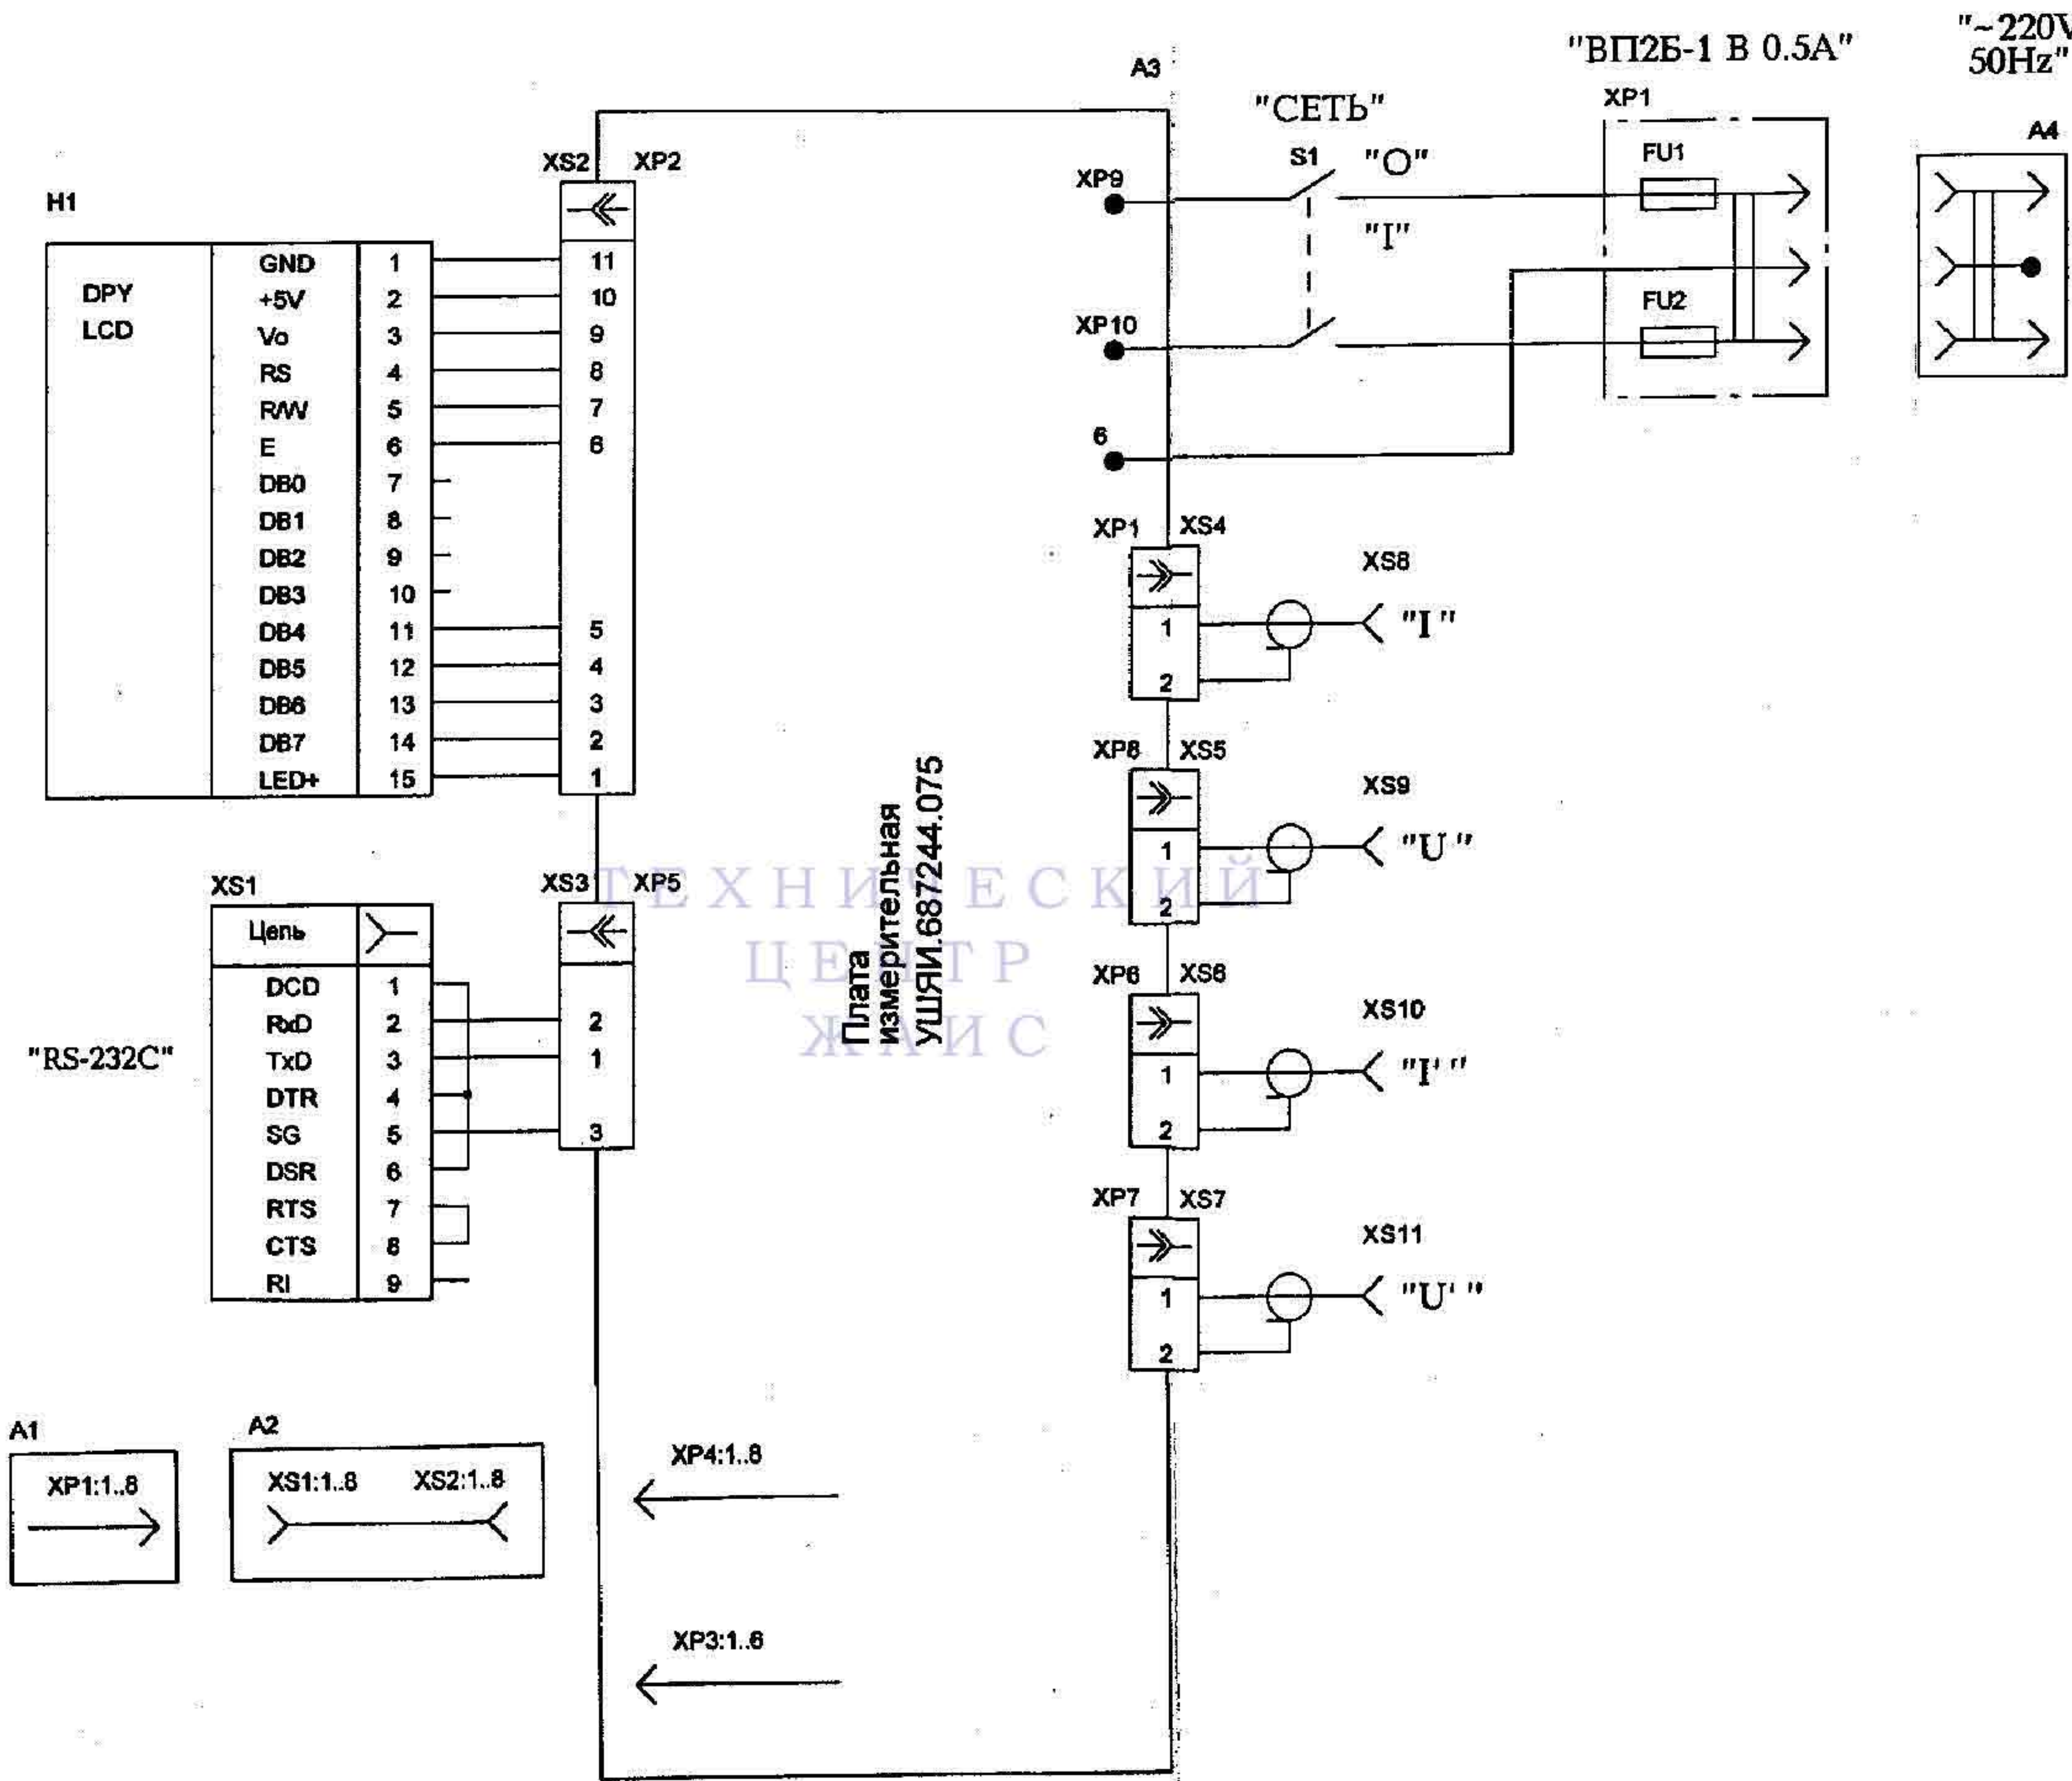 "~220V
50Hz"
"ВП2Б-1 В 0.5А"
A3
XP1
"СЕТЬ"
A4
S1
"O"
FU1
XS2
XP2
XP9
H1
"I"
GND 1
11
DPY
+5V 2
10
FU2
LCD
Vo 3
9
XP10
RS 4
8
R/W 5
7
E 6
6
6
DB0 7
DB1 8
XP1 XS4
DB2 9
XS8
DB3 10
DB4 11
5
1
"I"
DB5 12
4
2
DB6 13
3
DB7 14
2
XP8 XS5
LED+ 15
1
XS9
Плата
измерительная
УШЯИ.687244.075
1
"U"
2
ТЕХНИЧЕСКИЙ
ЦЕНТР
ЖАИС
XS1
XS3 XP5
Цепь
XP6 XS6
DCD 1
XS10
RxD 2
2
"RS-232C"
TxD 3
1
1
"I' "
DTR 4
SG 5
3
2
DSR 6
RTS 7
XP7 XS7
CTS 8
XS11
RI 9
1
"U' "
2
A1
A2
XP1:1..8
XS1:1..8
XS2:1..8
XP4:1..8
XP3:1..6